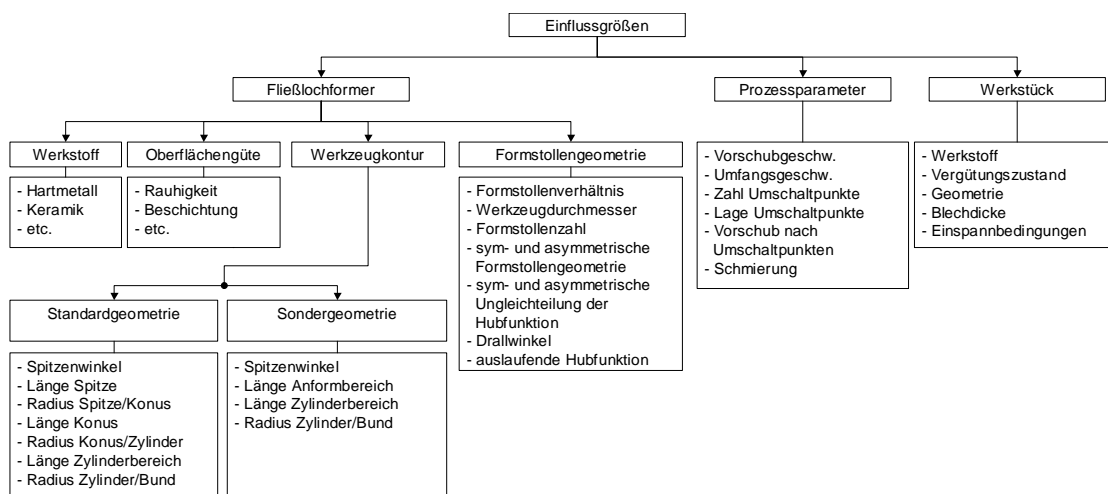 Einflussgrößen
Fließlochformer
Prozessparameter
Werkstück
Werkstoff
Oberflächengüte
Werkzeugkontur
Formstollengeometrie
- Hartmetall
- Keramik
- etc.
- Rauhigkeit
- Beschichtung
- etc.
- Formstollenverhältnis
- Werkzeugdurchmesser
- Formstollenzahl
- sym- und asymmetrische
Formstollengeometrie
- sym- und asymmetrische
Ungleichteilung der
Hubfunktion
- Drallwinkel
- auslaufende Hubfunktion
- Vorschubgeschw.
- Umfangsgeschw.
- Zahl Umschaltpunkte
- Lage Umschaltpunkte
- Vorschub nach
Umschaltpunkten
- Schmierung
- Werkstoff
- Vergütungszustand
- Geometrie
- Blechdicke
- Einspannbedingungen
Standardgeometrie
Sondergeometrie
- Spitzenwinkel
- Länge Spitze
- Radius Spitze/Konus
- Länge Konus
- Radius Konus/Zylinder
- Länge Zylinderbereich
- Radius Zylinder/Bund
- Spitzenwinkel
- Länge Anformbereich
- Länge Zylinderbereich
- Radius Zylinder/Bund